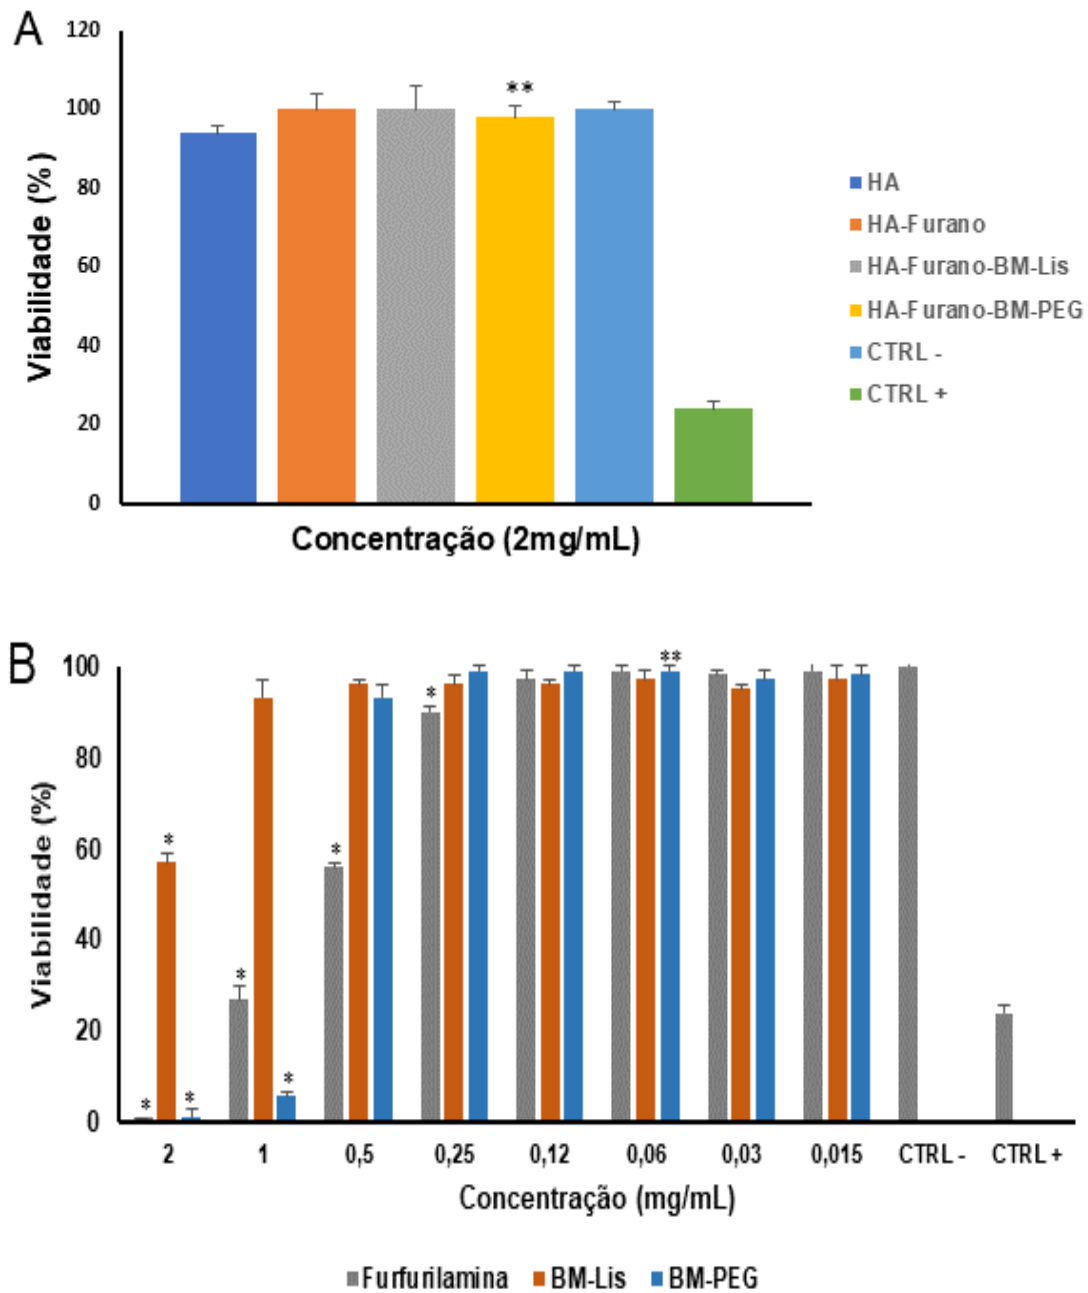 A
120
100
80
60
40
20
0
Viabilidade (%)
**
Concentração (2mg/mL)
HA
HA-Furano
HA-Furano-BM-Lis
HA-Furano-BM-PEG
CTRL -
CTRL +
B
100
80
60
40
20
0
Viabilidade (%)
* * * * * * * * **
2 1 0,5 0,25 0,12 0,06 0,03 0,015 CTRL - CTRL +
Concentração (mg/mL)
Furfurilamina BM-Lis BM-PEG